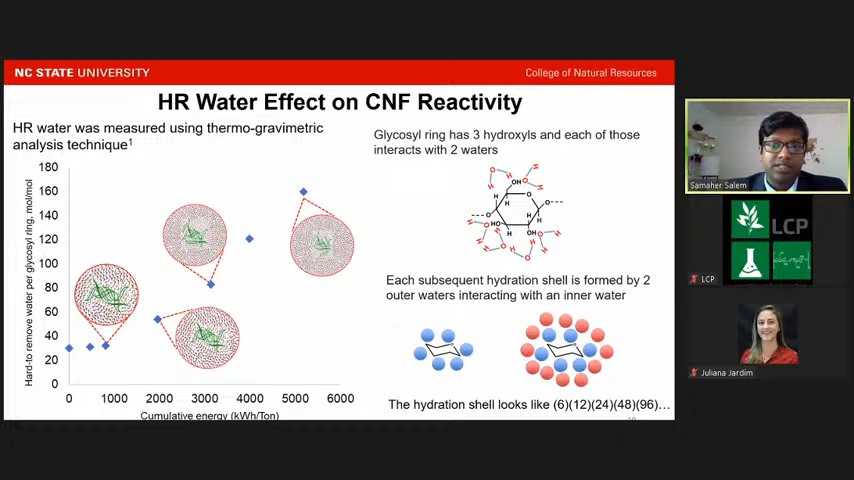 NC STATE UNIVERSITY
College of Natural Resources
HR Water Effect on CNF Reactivity
HR water was measured using thermo-gravimetric
analysis technique1
Hard-to remove water per glycosyl ring, mol/mol
180
160
140
120
100
80
60
40
20
0
0 1000 2000 3000 4000 5000 6000
Cumulative energy (kWh/Ton)
Glycosyl ring has 3 hydroxyls and each of those
interacts with 2 waters
Each subsequent hydration shell is formed by 2
outer waters interacting with an inner water
The hydration shell looks like (6)(12)(24)(48)(96)...
Samaher Salem
LCP
LCP
Juliana Jardim